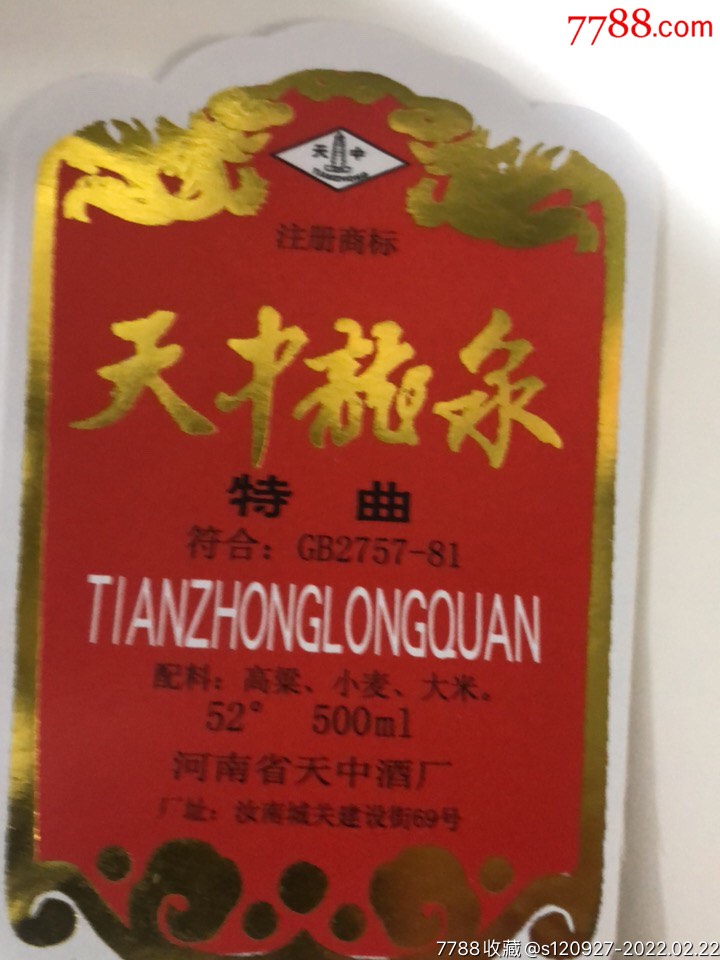 7788.com
天中
TIANZHONG
注册商标
天中龍泉
特曲
符合：GB2757-81
TIANZHONGLONGQUAN
配料：高粱、小麦、大米。
52° 500ml
河南省天中酒厂
厂址：汝南城关建设街69号
7788收藏@s120927-2022.02.22